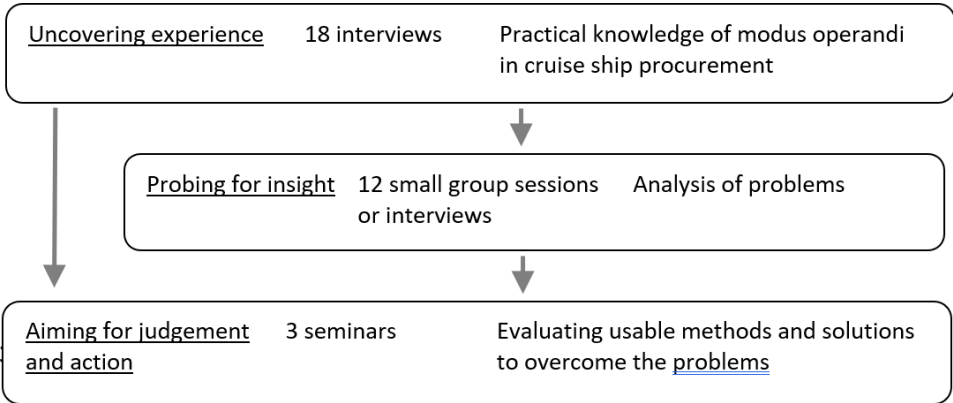 Uncovering experience 18 interviews Practical knowledge of modus operandi
in cruise ship procurement
Probing for insight 12 small group sessions Analysis of problems
or interviews
Aiming for judgement 3 seminars Evaluating usable methods and solutions
and action to overcome the problems